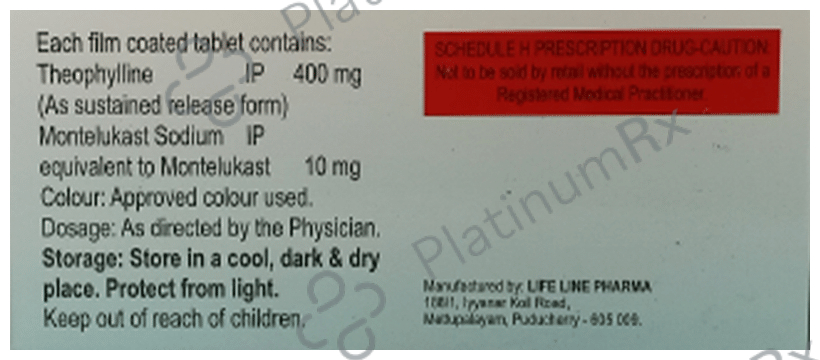 Each film coated tablet contains:
Theophylline IP 400 mg
(As sustained release form)
Montelukast Sodium IP
equivalent to Montelukast 10 mg
Colour: Approved colour used.
Dosage: As directed by the Physician.
Storage: Store in a cool, dark & dry
place. Protect from light.
Keep out of reach of children.
SCHEDULE H PRESCRIPTION DRUG-CAUTION:
Not to be sold by retail without the prescription of a
Registered Medical Practitioner.
Manufactured by: LIFE LINE PHARMA
Iyyanar Koil Road,
Mettupalayam, Puducherry - 605 009.
PlatinumRx